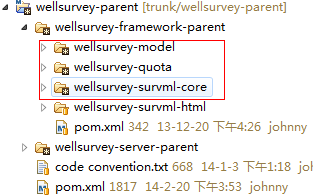 wellsurvey-parent [trunk/wellsurvey-parent]
wellsurvey-framework-parent
wellsurvey-model
wellsurvey-quota
wellsurvey-survml-core
wellsurvey-survml-html
pom.xml 342 13-12-20 下午4:26 johnny
wellsurvey-server-parent
code convention.txt 668 14-1-3 下午1:18 johnny
pom.xml 1817 14-2-20 下午3:53 johnny